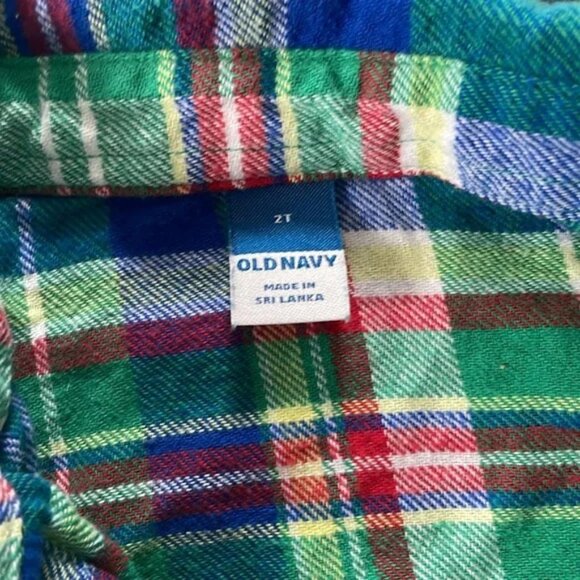 2T
OLD NAVY
MADE IN
SRI LANKA